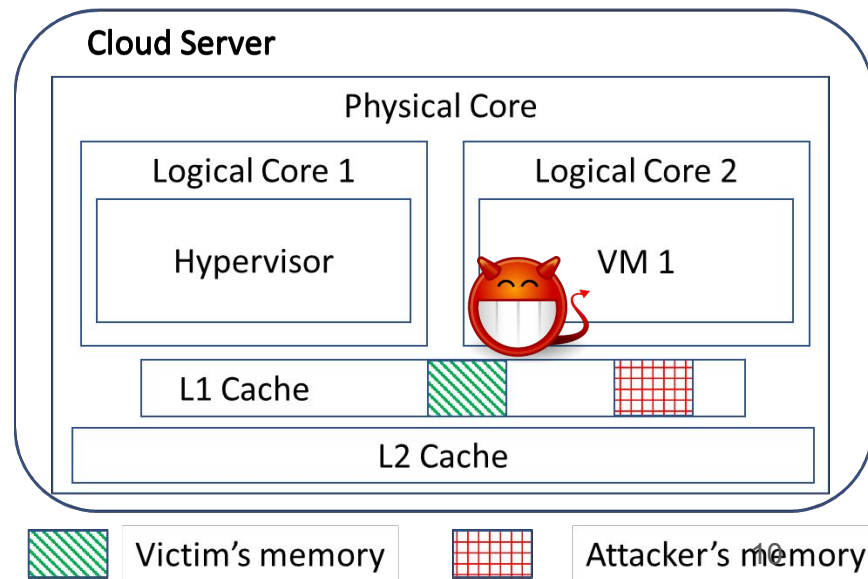 Cloud Server
Physical Core
Logical Core 1
Logical Core 2
Hypervisor
VM 1
L1 Cache
L2 Cache
Victim's memory
Attacker's memory
10